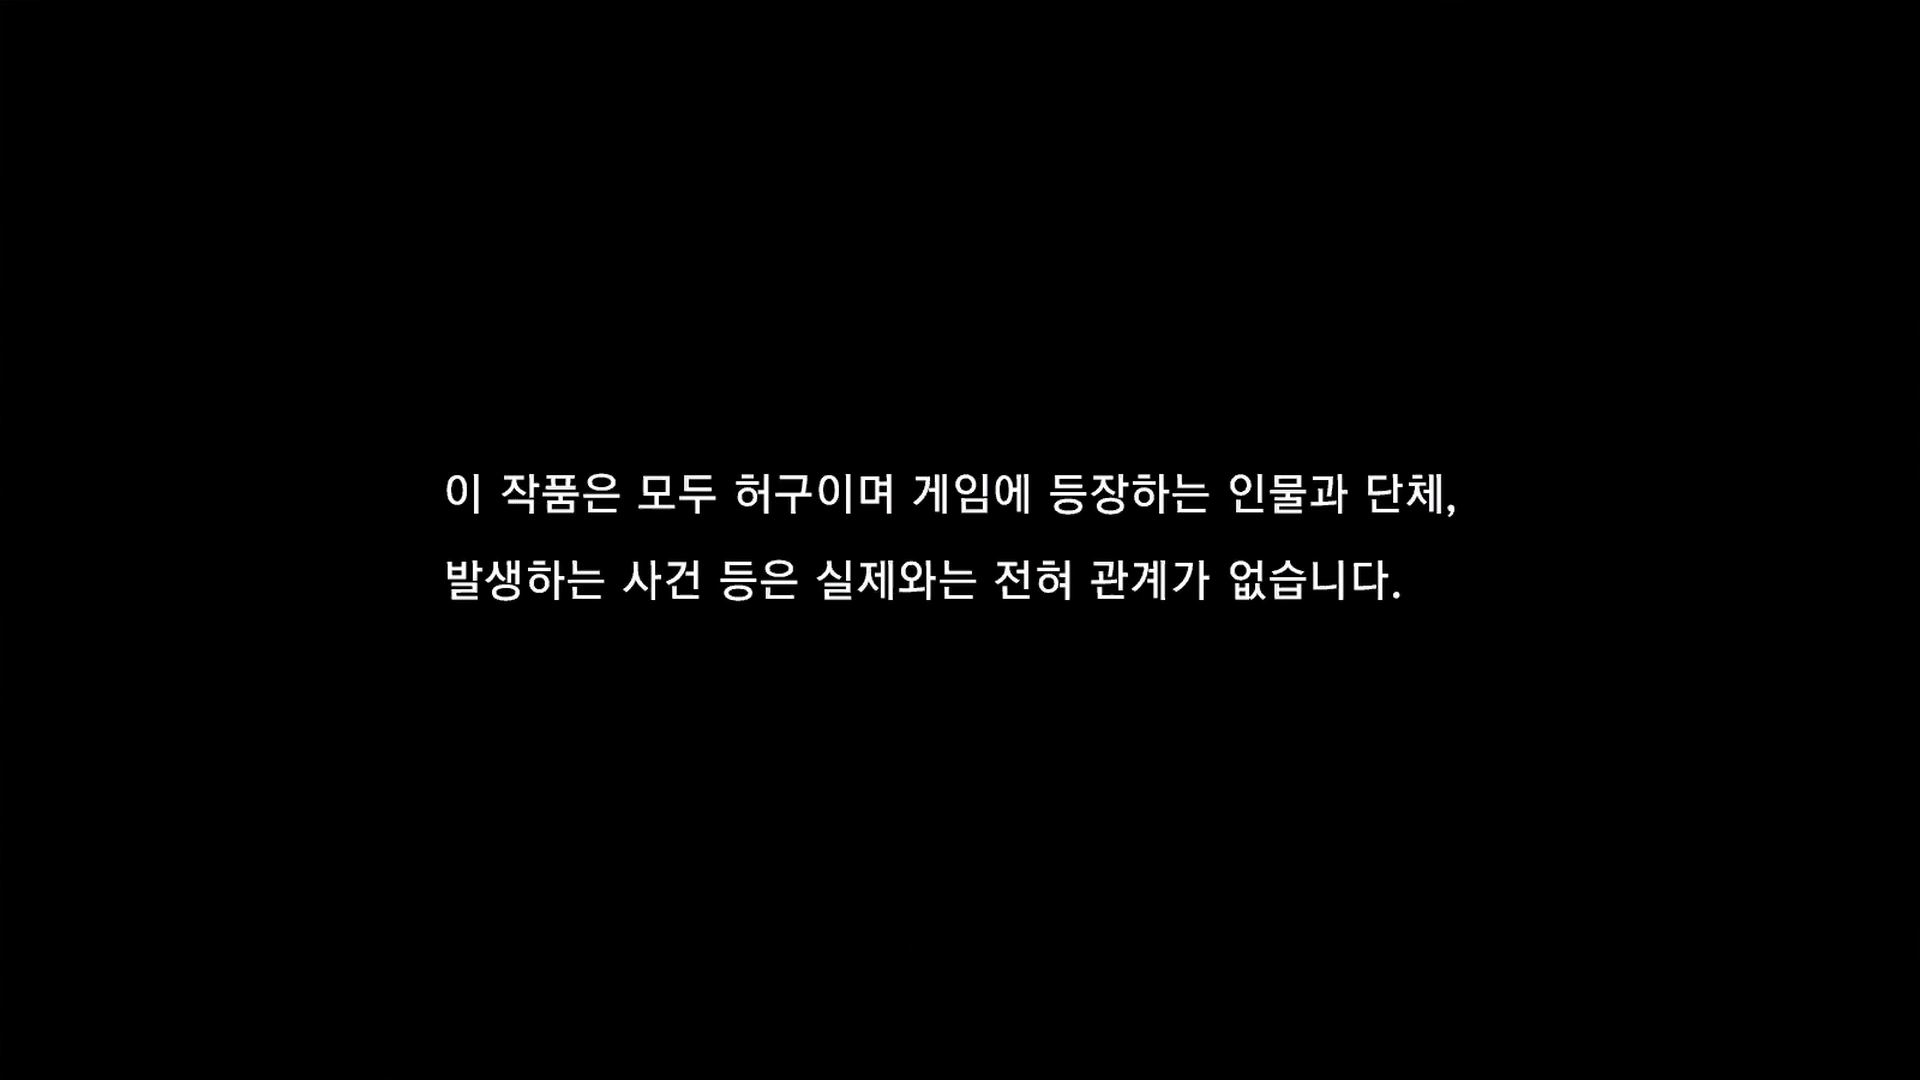 이 작품은 모두 허구이며 게임에 등장하는 인물과 단체,
발생하는 사건 등은 실제와는 전혀 관계가 없습니다.